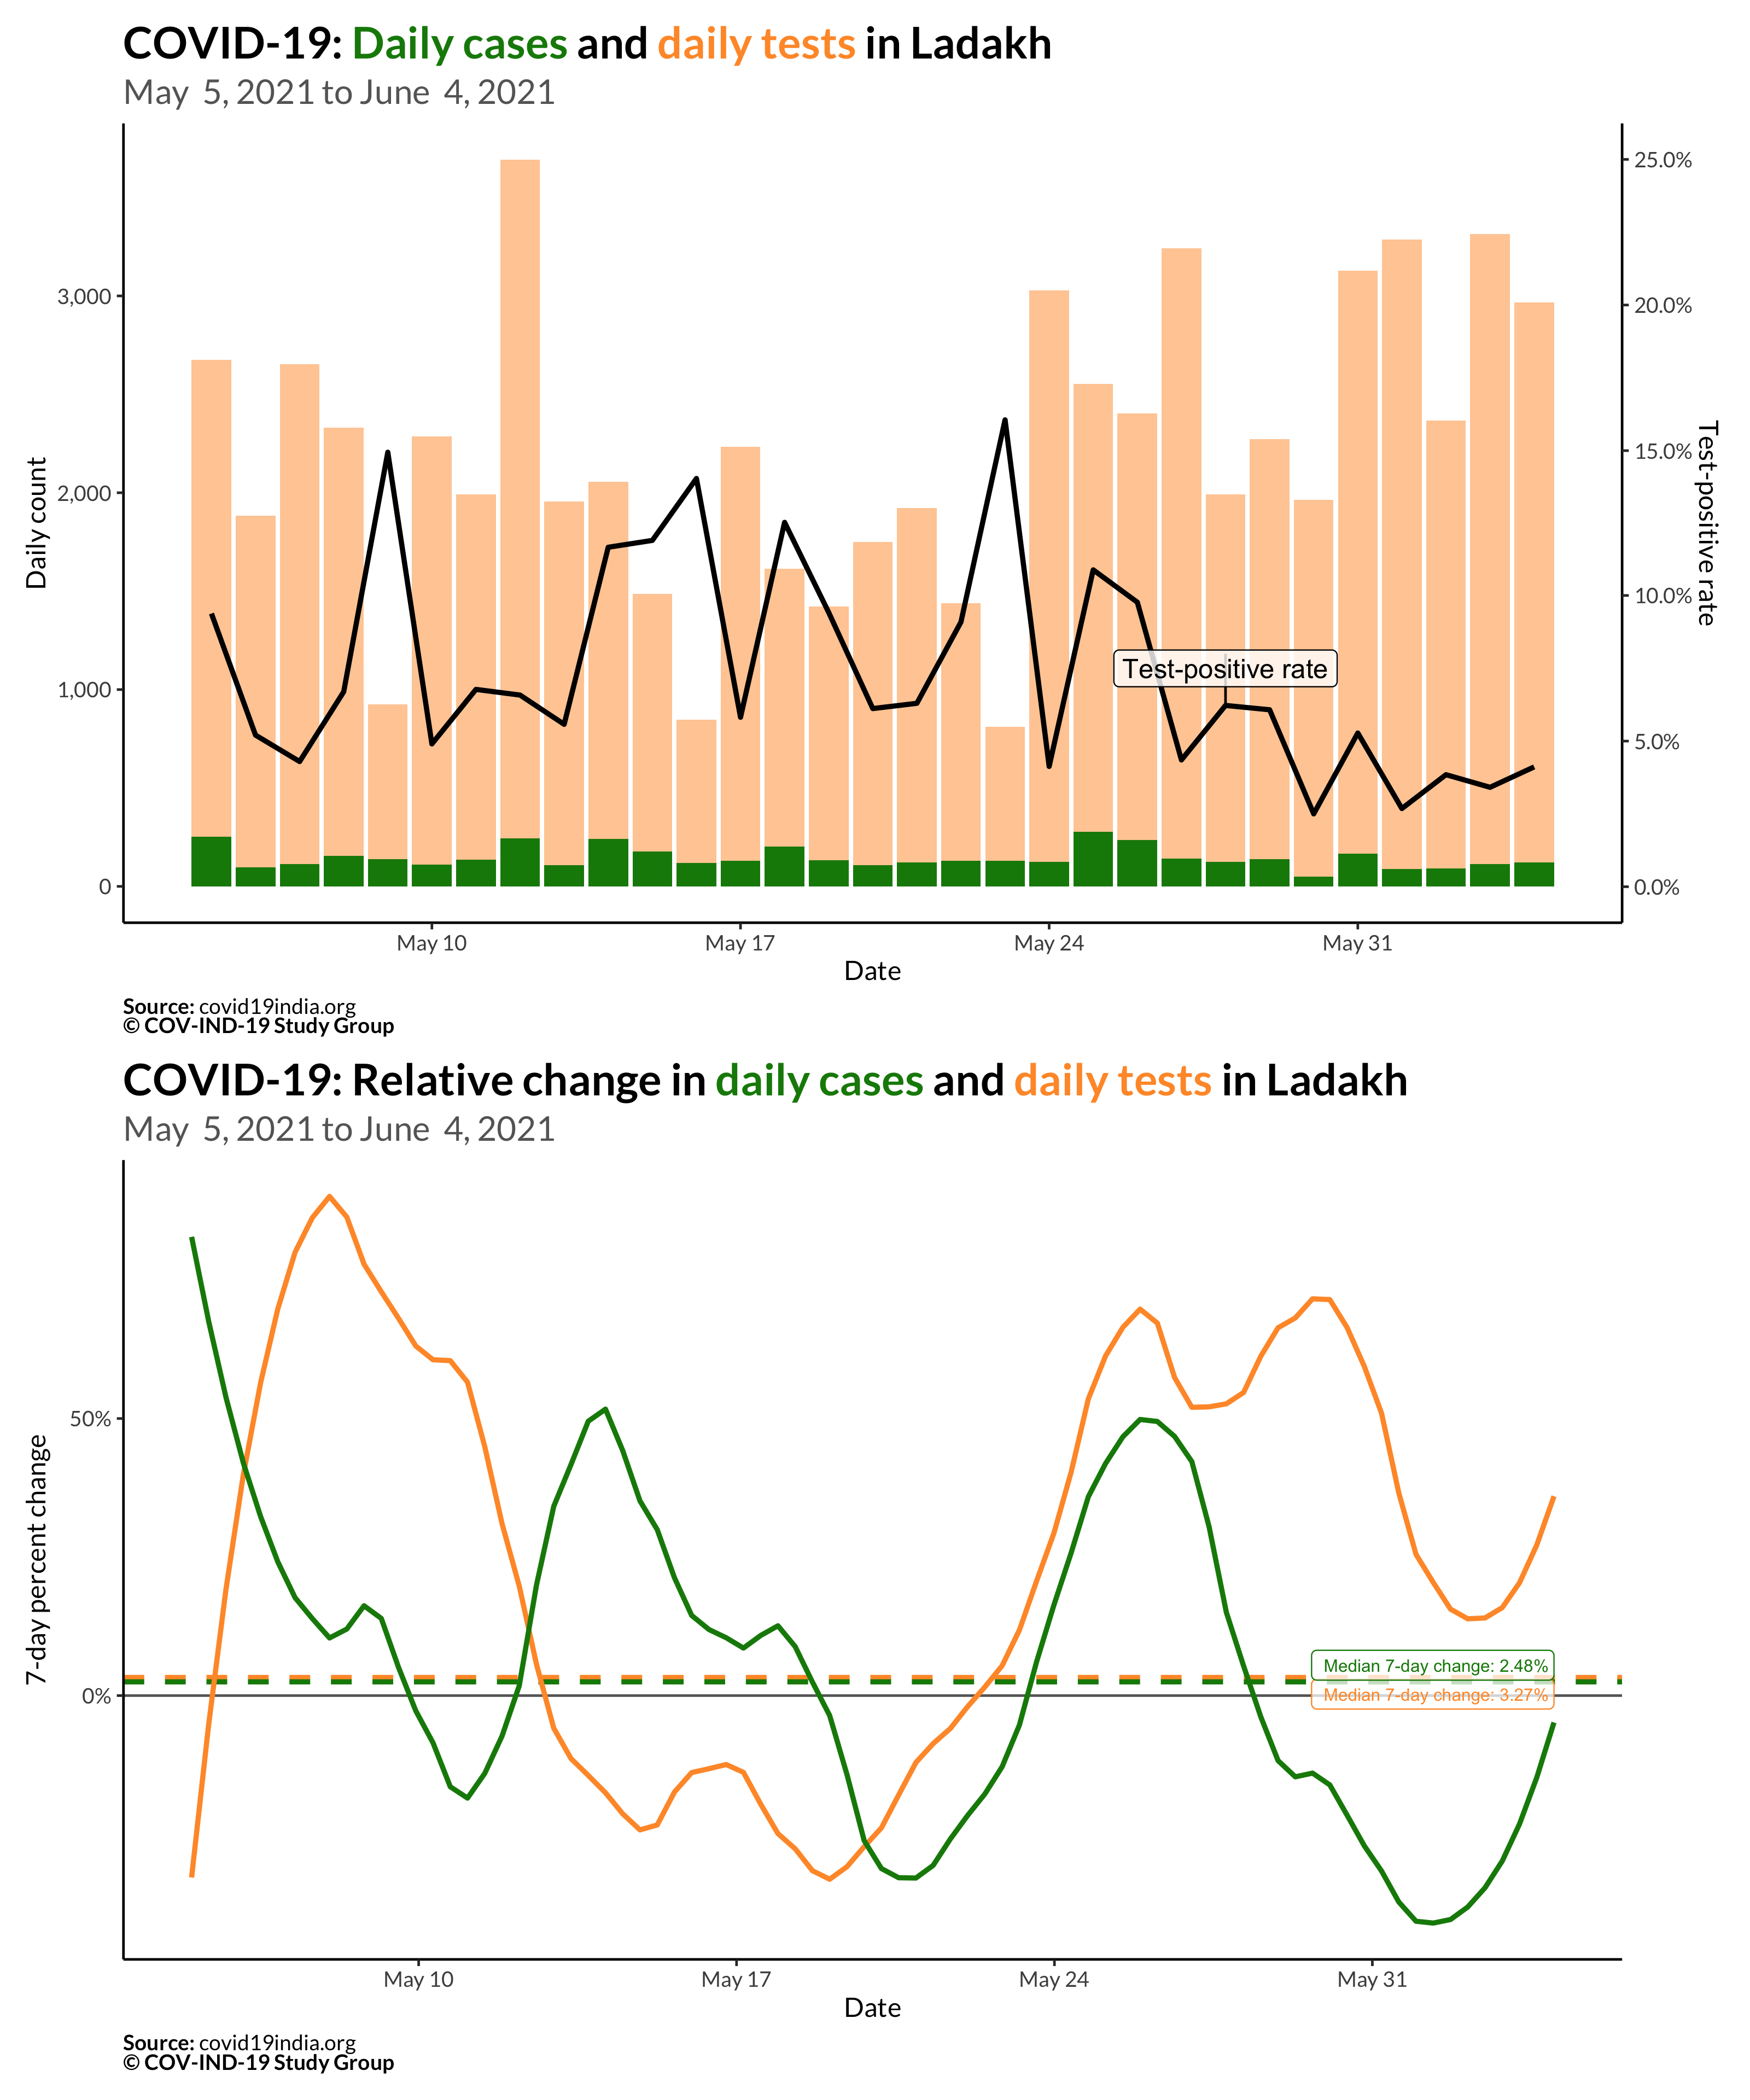 COVID-19: Daily cases and daily tests in Ladakh
May 5, 2021 to June 4, 2021
25.0%
20.0%
15.0%
10.0%
5.0%
0.0%
Test-positive rate
3,000
2,000
1,000
0
Daily count
Test-positive rate
May 10
May 17
May 24
May 31
Date
Source: covid19india.org
© COV-IND-19 Study Group
COVID-19: Relative change in daily cases and daily tests in Ladakh
May 5, 2021 to June 4, 2021
50%
0%
7-day percent change
Median 7-day change: 2.48%
Median 7-day change: 3.27%
May 10
May 17
May 24
May 31
Date
Source: covid19india.org
© COV-IND-19 Study Group